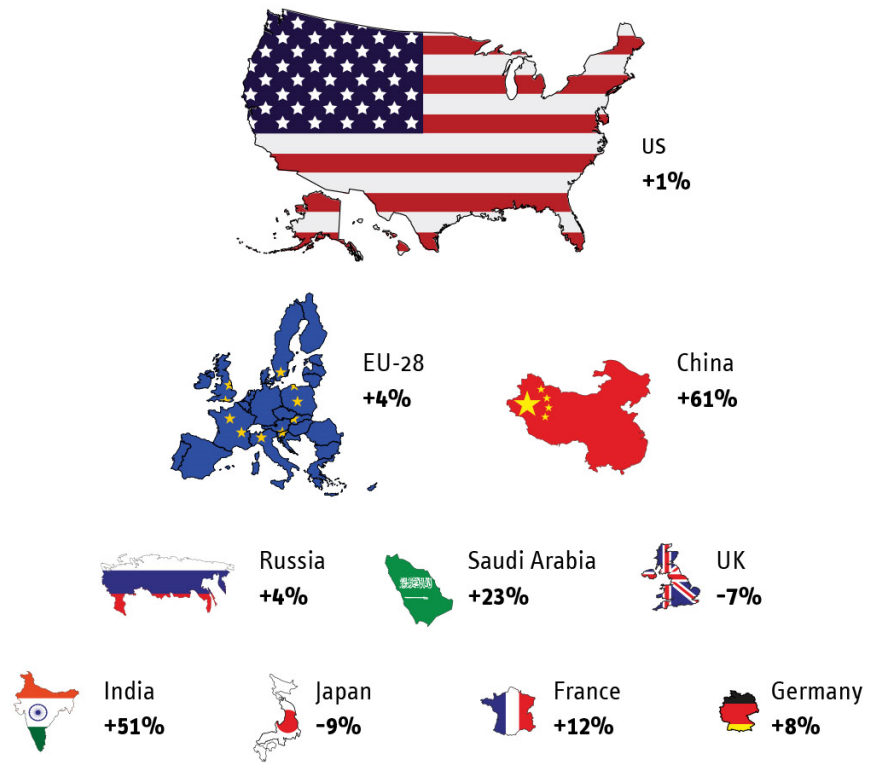 US
+1%
EU-28
+4%
China
+61%
Russia
+4%
Saudi Arabia
+23%
UK
-7%
India
+51%
Japan
-9%
France
+12%
Germany
+8%